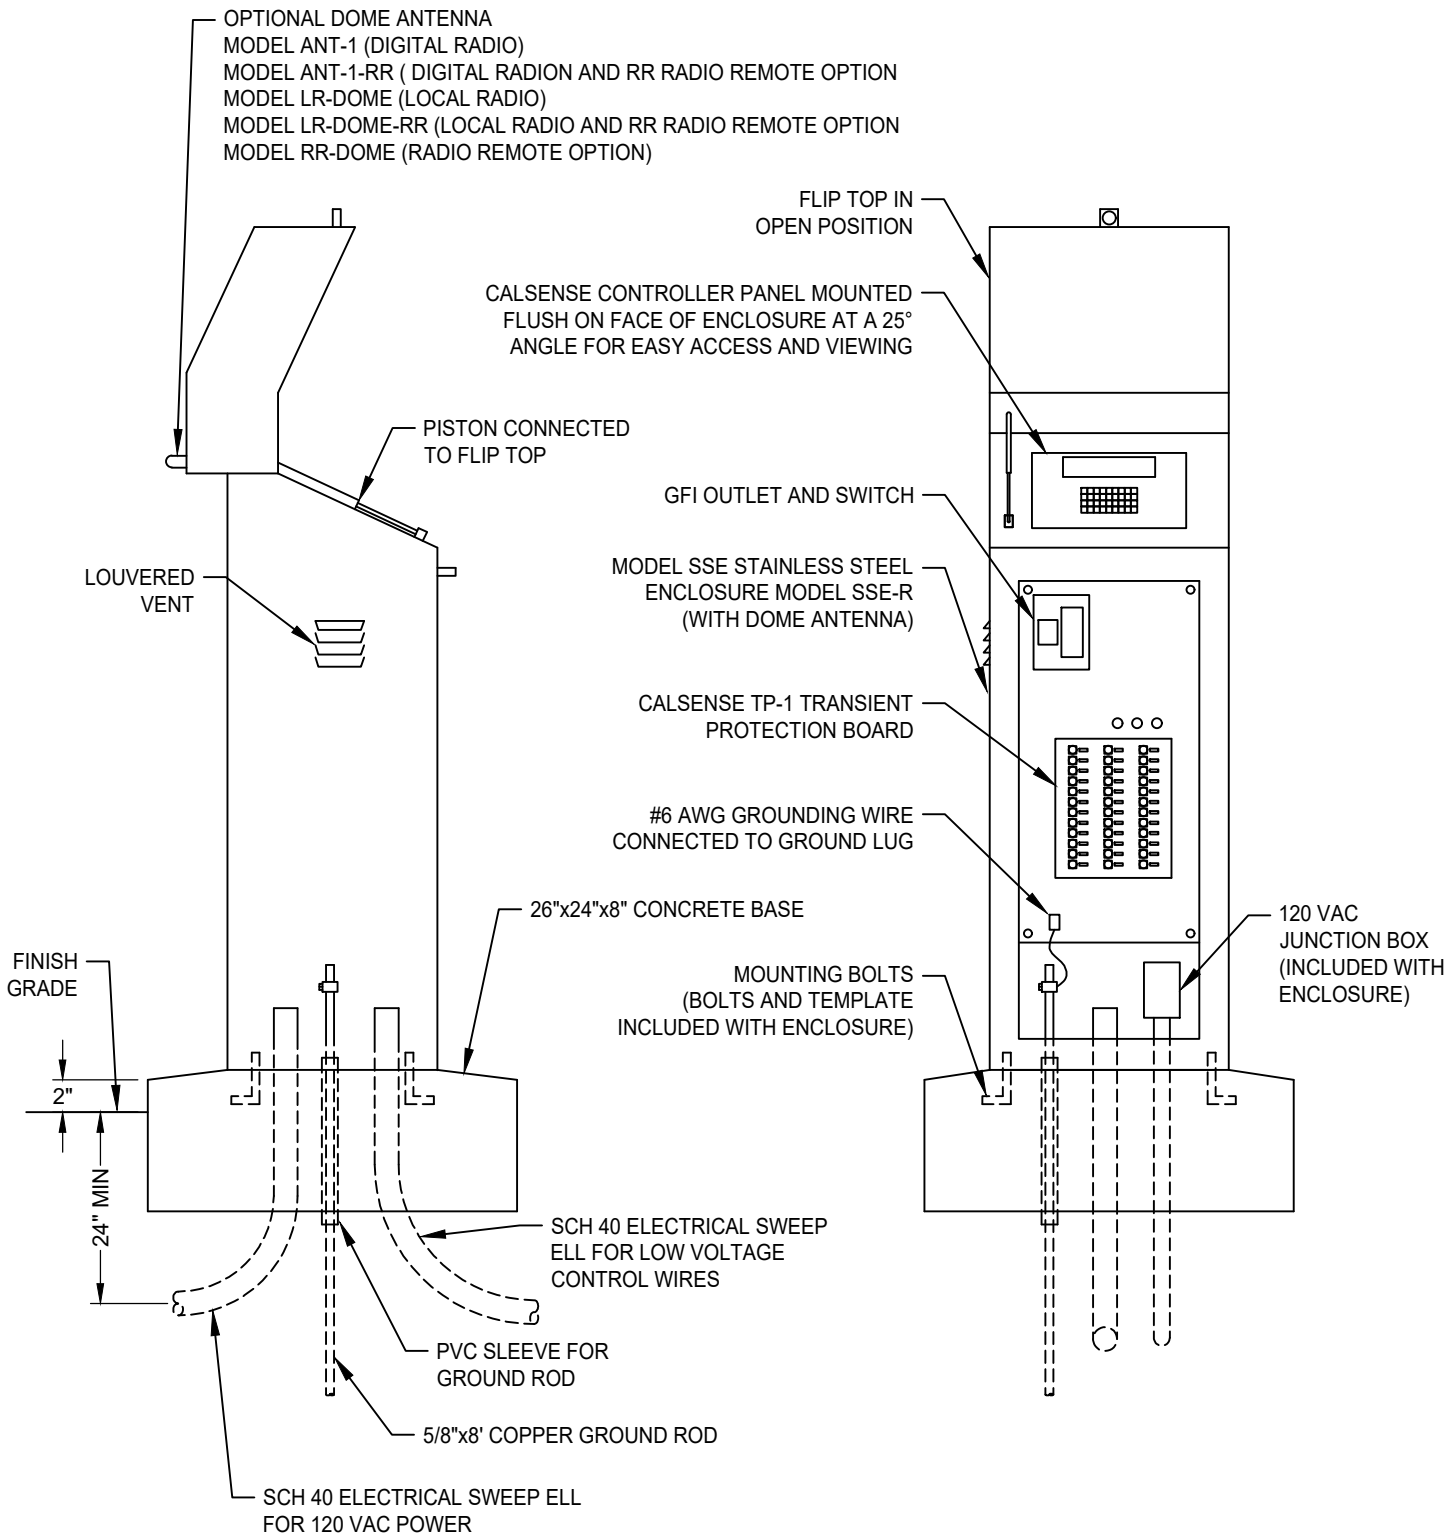 OPTIONAL DOME ANTENNA
MODEL ANT-1 (DIGITAL RADIO)
MODEL ANT-1-RR ( DIGITAL RADION AND RR RADIO REMOTE OPTION
MODEL LR-DOME (LOCAL RADIO)
MODEL LR-DOME-RR (LOCAL RADIO AND RR RADIO REMOTE OPTION
MODEL RR-DOME (RADIO REMOTE OPTION)
FLIP TOP IN
OPEN POSITION
CALSENSE CONTROLLER PANEL MOUNTED
FLUSH ON FACE OF ENCLOSURE AT A 25°
ANGLE FOR EASY ACCESS AND VIEWING
PISTON CONNECTED
TO FLIP TOP
GFI OUTLET AND SWITCH
LOUVERED
VENT
MODEL SSE STAINLESS STEEL
ENCLOSURE MODEL SSE-R
(WITH DOME ANTENNA)
CALSENSE TP-1 TRANSIENT
PROTECTION BOARD
#6 AWG GROUNDING WIRE
CONNECTED TO GROUND LUG
26"x24"x8" CONCRETE BASE
120 VAC
JUNCTION BOX
(INCLUDED WITH
ENCLOSURE)
FINISH
GRADE
MOUNTING BOLTS
(BOLTS AND TEMPLATE
INCLUDED WITH ENCLOSURE)
2"
24" MIN
SCH 40 ELECTRICAL SWEEP
ELL FOR LOW VOLTAGE
CONTROL WIRES
PVC SLEEVE FOR
GROUND ROD
5/8"x8' COPPER GROUND ROD
SCH 40 ELECTRICAL SWEEP ELL
FOR 120 VAC POWER